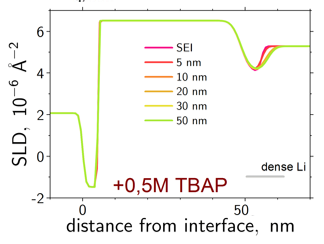 SLD, 10⁻⁶ Å⁻²
6
4
2
0
−2
SEI
5 nm
10 nm
20 nm
30 nm
50 nm
dense Li
+0,5M TBAP
0
50
distance from interface, nm